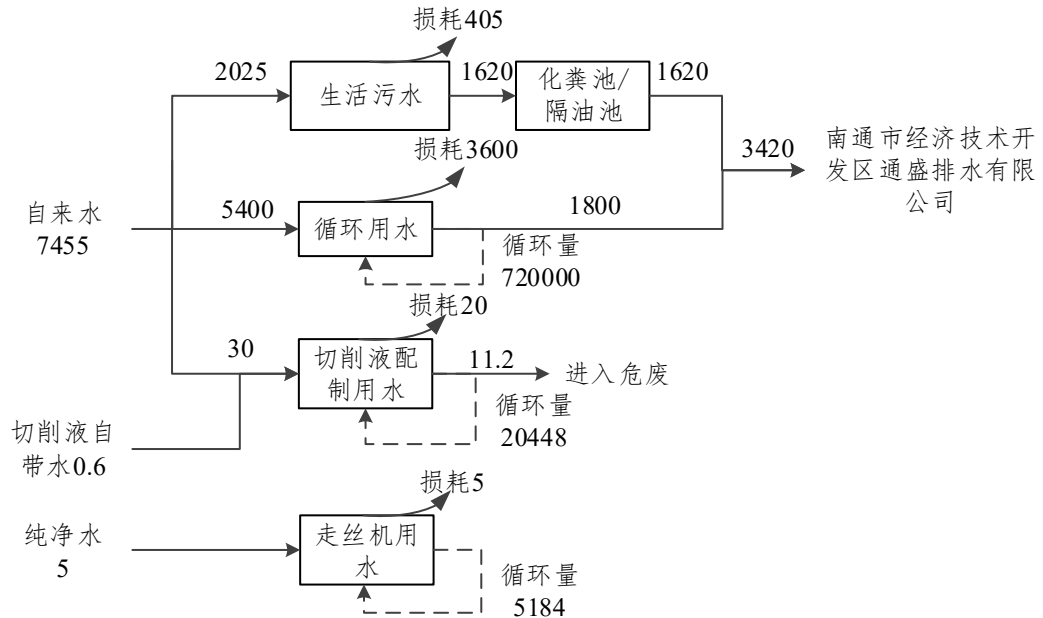 损耗405
2025
生活污水
1620
化粪池/
隔油池
1620
损耗3600
3420
南通市经济技术开
发区通盛排水有限
公司
自来水
7455
5400
循环用水
1800
循环量
720000
损耗20
30
切削液配
制用水
11.2
进入危废
循环量
20448
切削液自
带水0.6
损耗5
纯净水
5
走丝机用
水
循环量
5184